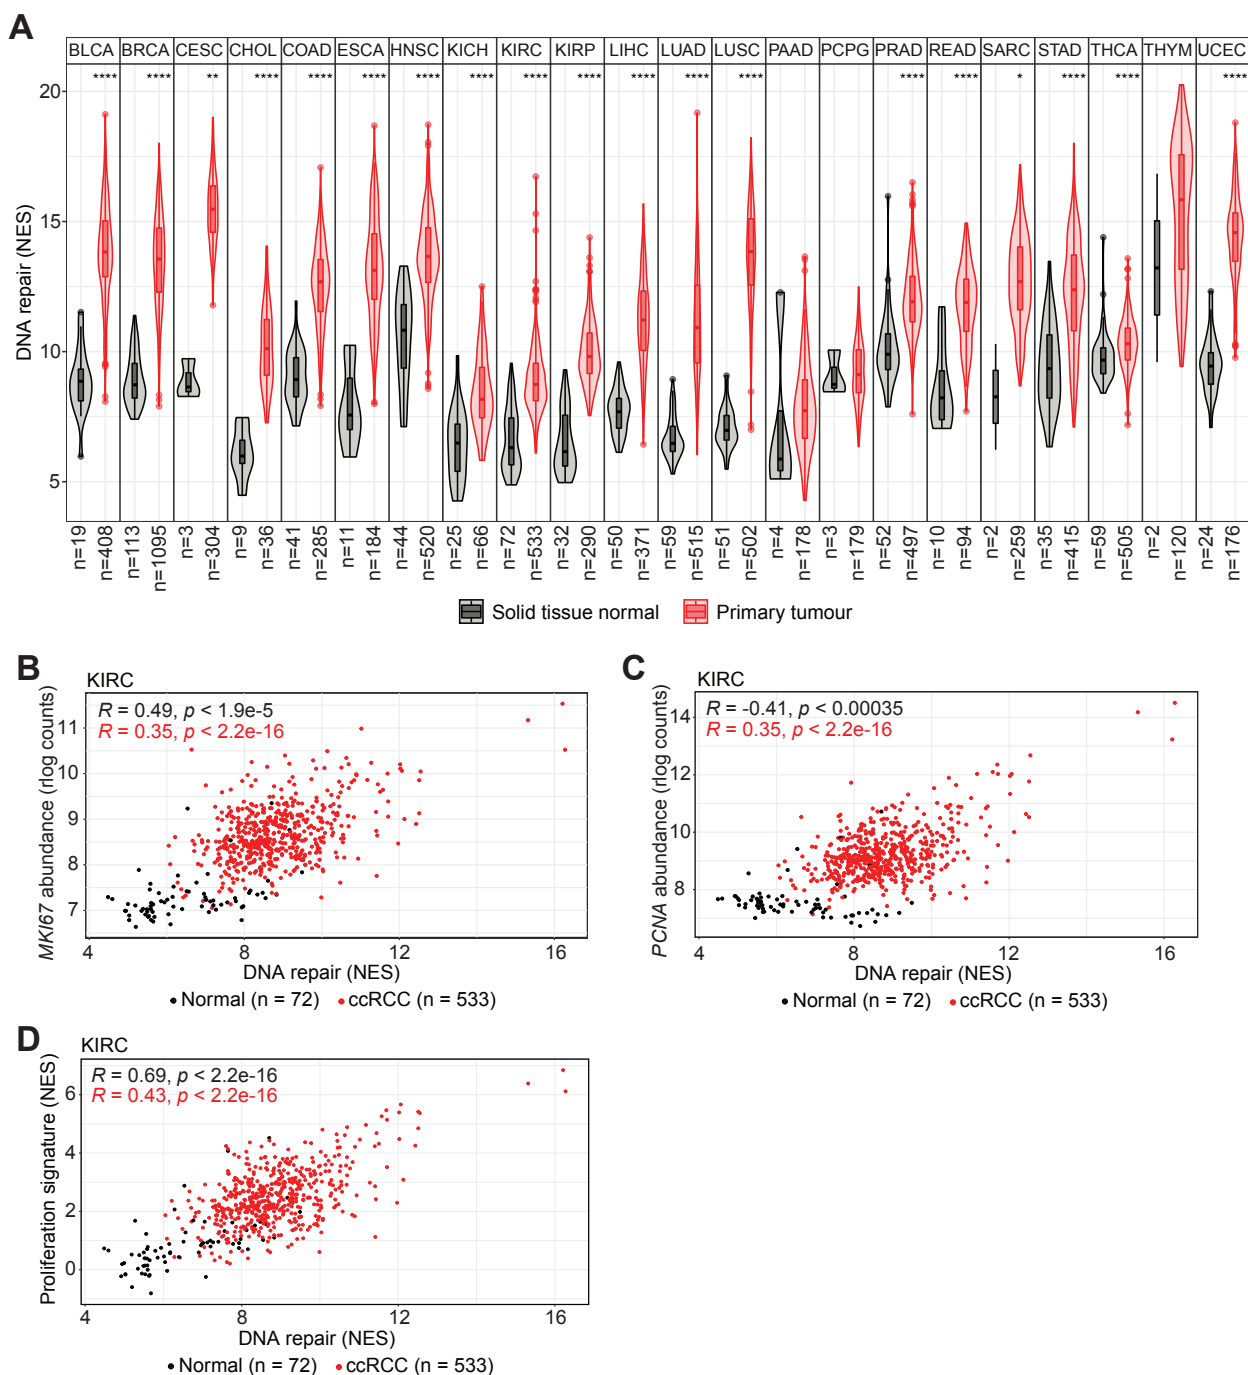 A
BLCA BRCA CESC CHOL COAD ESCA HNSC KICH KIRC KIRP LIHC LUAD LUSC PAAD PCPG PRAD READ SARC STAD THCA THYM UCEC
**** **** ** **** **** **** **** **** **** **** **** **** **** **** **** * **** **** ****
DNA repair (NES)
20
15
10
5
n=19 n=408 n=113 n=1095 n=3 n=304 n=9 n=36 n=41 n=285 n=11 n=184 n=44 n=520 n=25 n=66 n=72 n=533 n=32 n=290 n=50 n=371 n=59 n=515 n=51 n=502 n=4 n=178 n=3 n=179 n=52 n=497 n=10 n=94 n=2 n=259 n=35 n=415 n=59 n=505 n=2 n=120 n=24 n=176
Solid tissue normal Primary tumour
B
KIRC
R = 0.49, p < 1.9e-5
R = 0.35, p < 2.2e-16
MKI67 abundance (rlog counts)
11
10
9
8
7
4 8 12 16
DNA repair (NES)
Normal (n = 72) ccRCC (n = 533)
C
KIRC
R = -0.41, p < 0.00035
R = 0.35, p < 2.2e-16
PCNA abundance (rlog counts)
14
12
10
8
4 8 12 16
DNA repair (NES)
Normal (n = 72) ccRCC (n = 533)
D
KIRC
R = 0.69, p < 2.2e-16
R = 0.43, p < 2.2e-16
Proliferation signature (NES)
6
4
2
0
4 8 12 16
DNA repair (NES)
Normal (n = 72) ccRCC (n = 533)